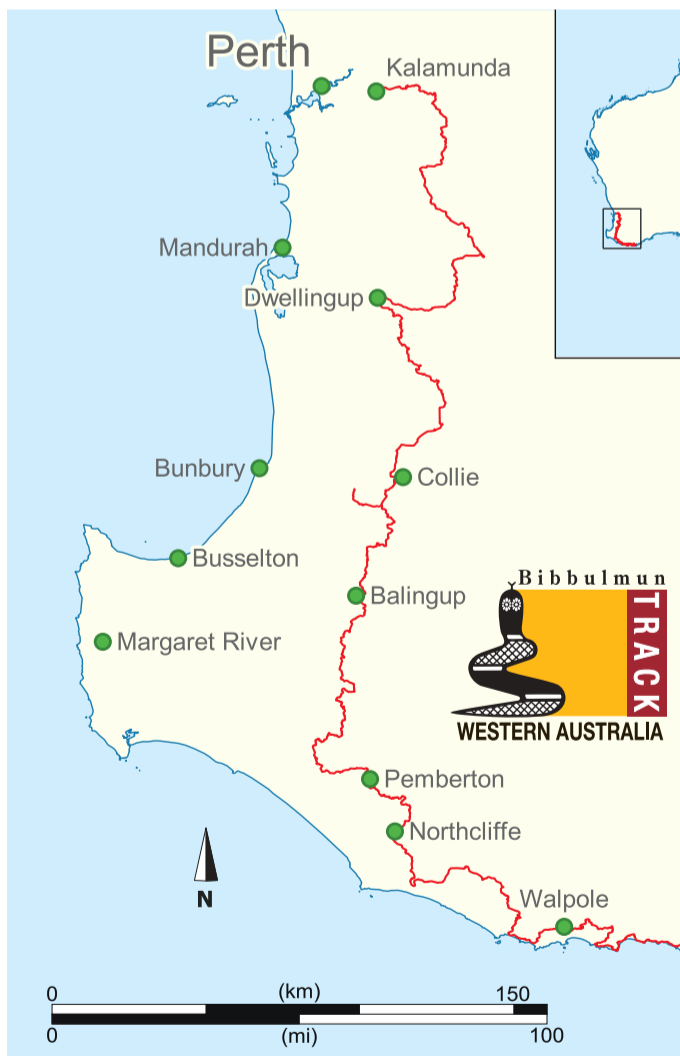 Perth
Kalamunda
Mandurah
Dwellingup
Bunbury
Collie
Busselton
Balingup
Margaret River
Bibbulmun
TRACK
WESTERN AUSTRALIA
Pemberton
Northcliffe
Walpole
N
0 (km) 150
0 (mi) 100